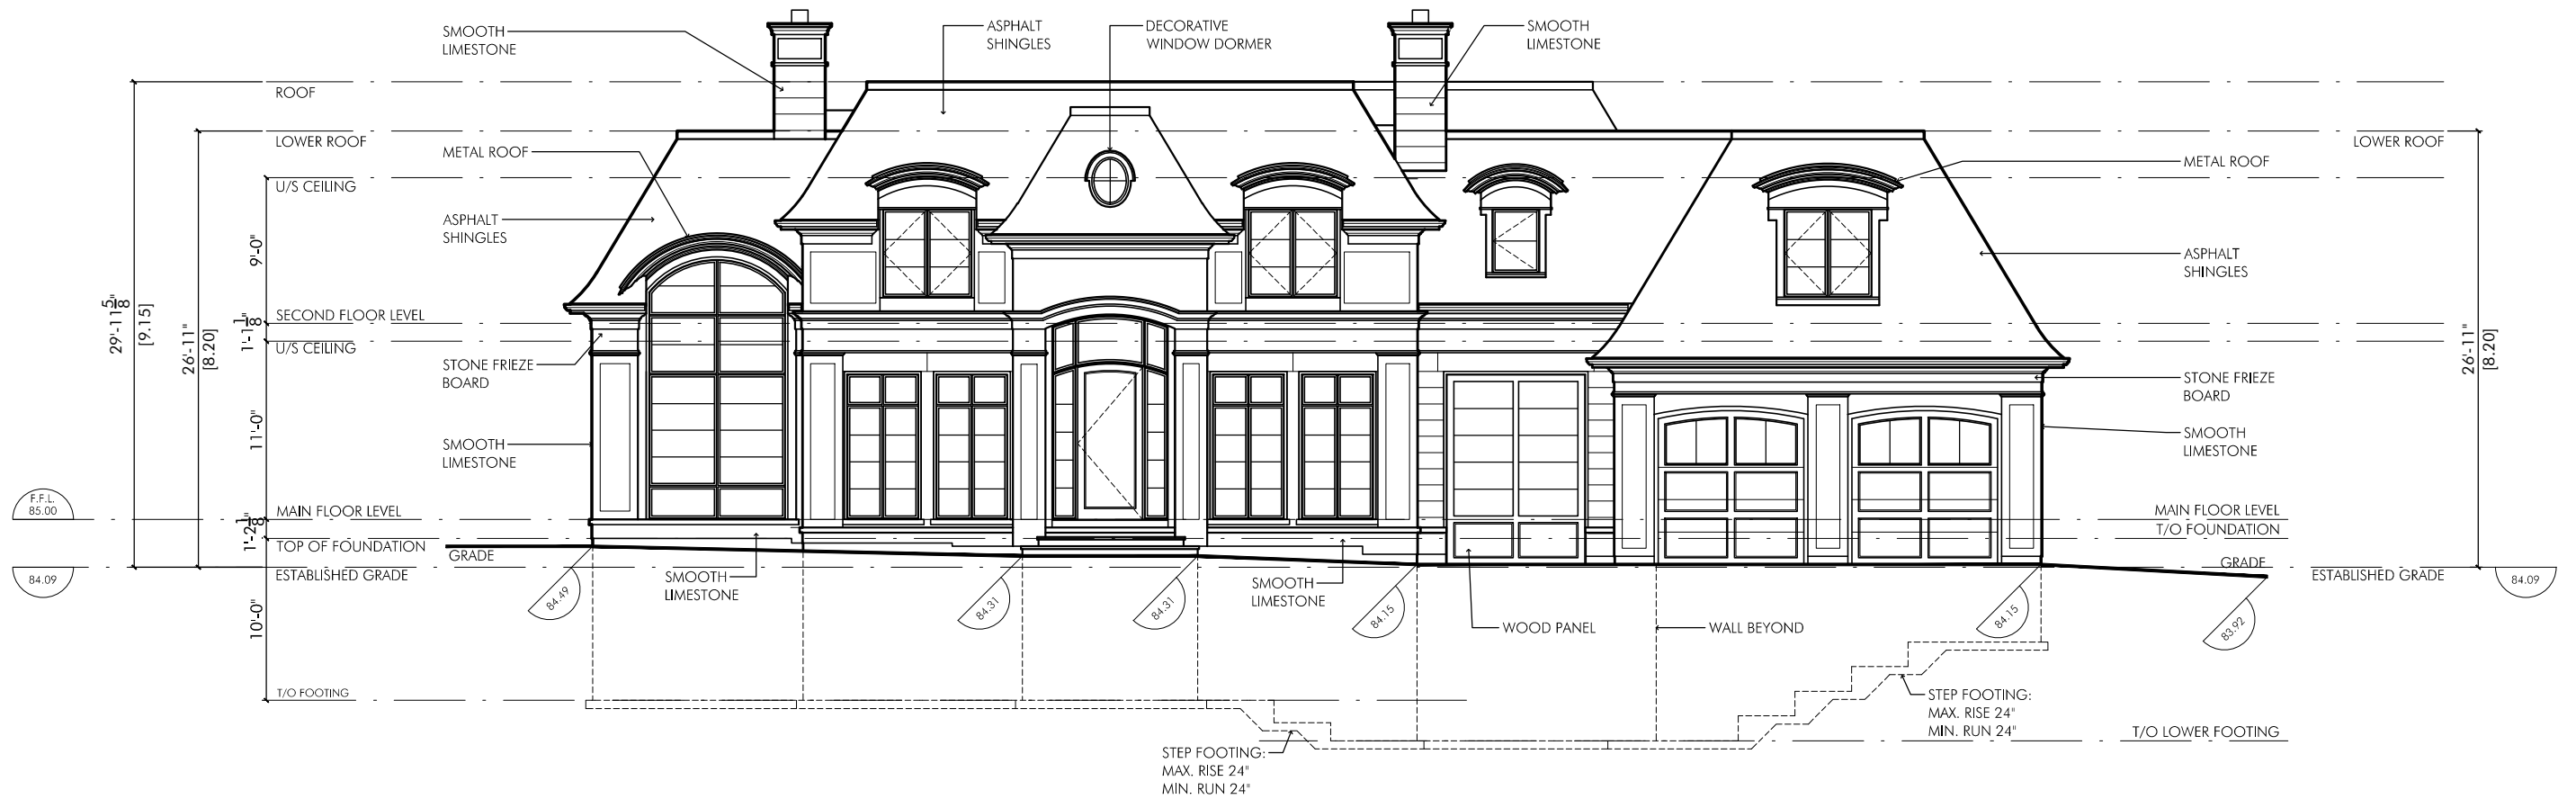 SMOOTH
LIMESTONE
ASPHALT
SHINGLES
DECORATIVE
WINDOW DORMER
SMOOTH
LIMESTONE
ROOF
LOWER ROOF
LOWER ROOF
METAL ROOF
METAL ROOF
U/S CEILING
ASPHALT
SHINGLES
ASPHALT
SHINGLES
9'-0"
29'-11 5/8"
[9.15]
26'-11"
[8.20]
1'-1 1/8"
SECOND FLOOR LEVEL
U/S CEILING
STONE FRIEZE
BOARD
26'-11"
[8.20]
STONE FRIEZE
BOARD
11'-0"
SMOOTH
LIMESTONE
SMOOTH
LIMESTONE
F.F.L.
85.00
MAIN FLOOR LEVEL
MAIN FLOOR LEVEL
1'-2 1/8"
T/O FOUNDATION
TOP OF FOUNDATION
GRADE
GRADE
84.09
ESTABLISHED GRADE
ESTABLISHED GRADE
84.09
SMOOTH
LIMESTONE
SMOOTH
LIMESTONE
84.49
84.31
84.31
84.15
84.15
83.92
10'-0"
WOOD PANEL
WALL BEYOND
T/O FOOTING
STEP FOOTING:
MAX. RISE 24"
MIN. RUN 24"
T/O LOWER FOOTING
STEP FOOTING:
MAX. RISE 24"
MIN. RUN 24"